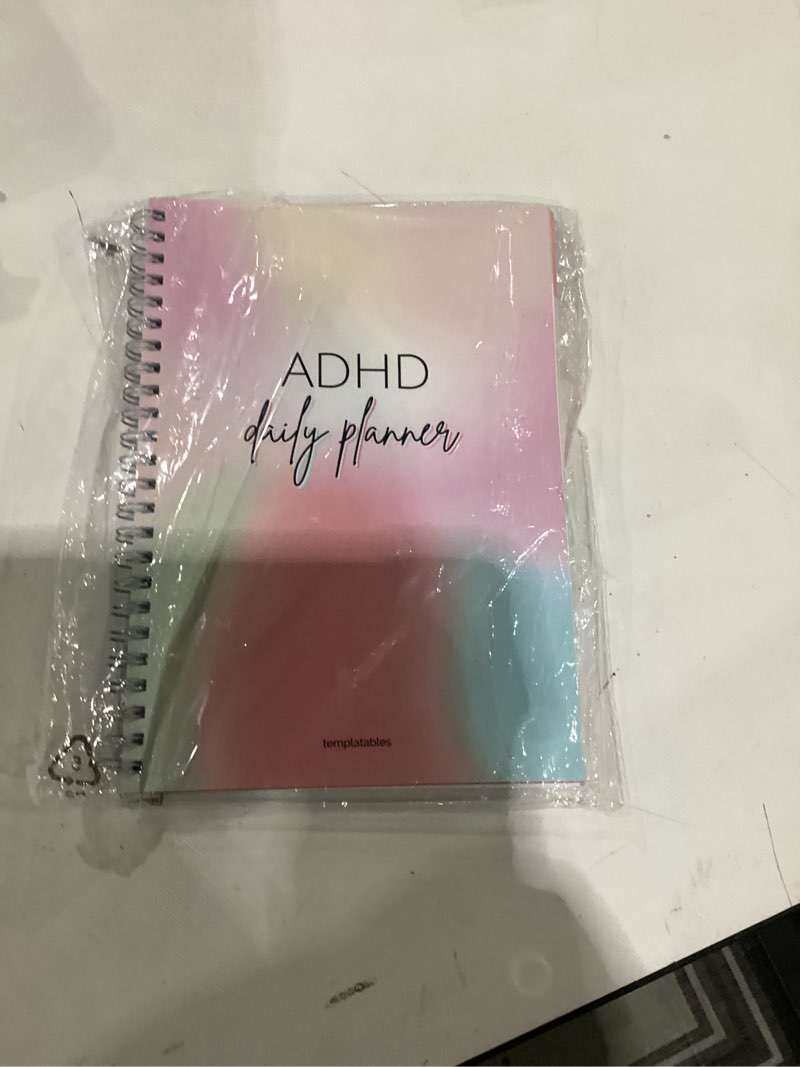 ADHD
daily planner
templatables